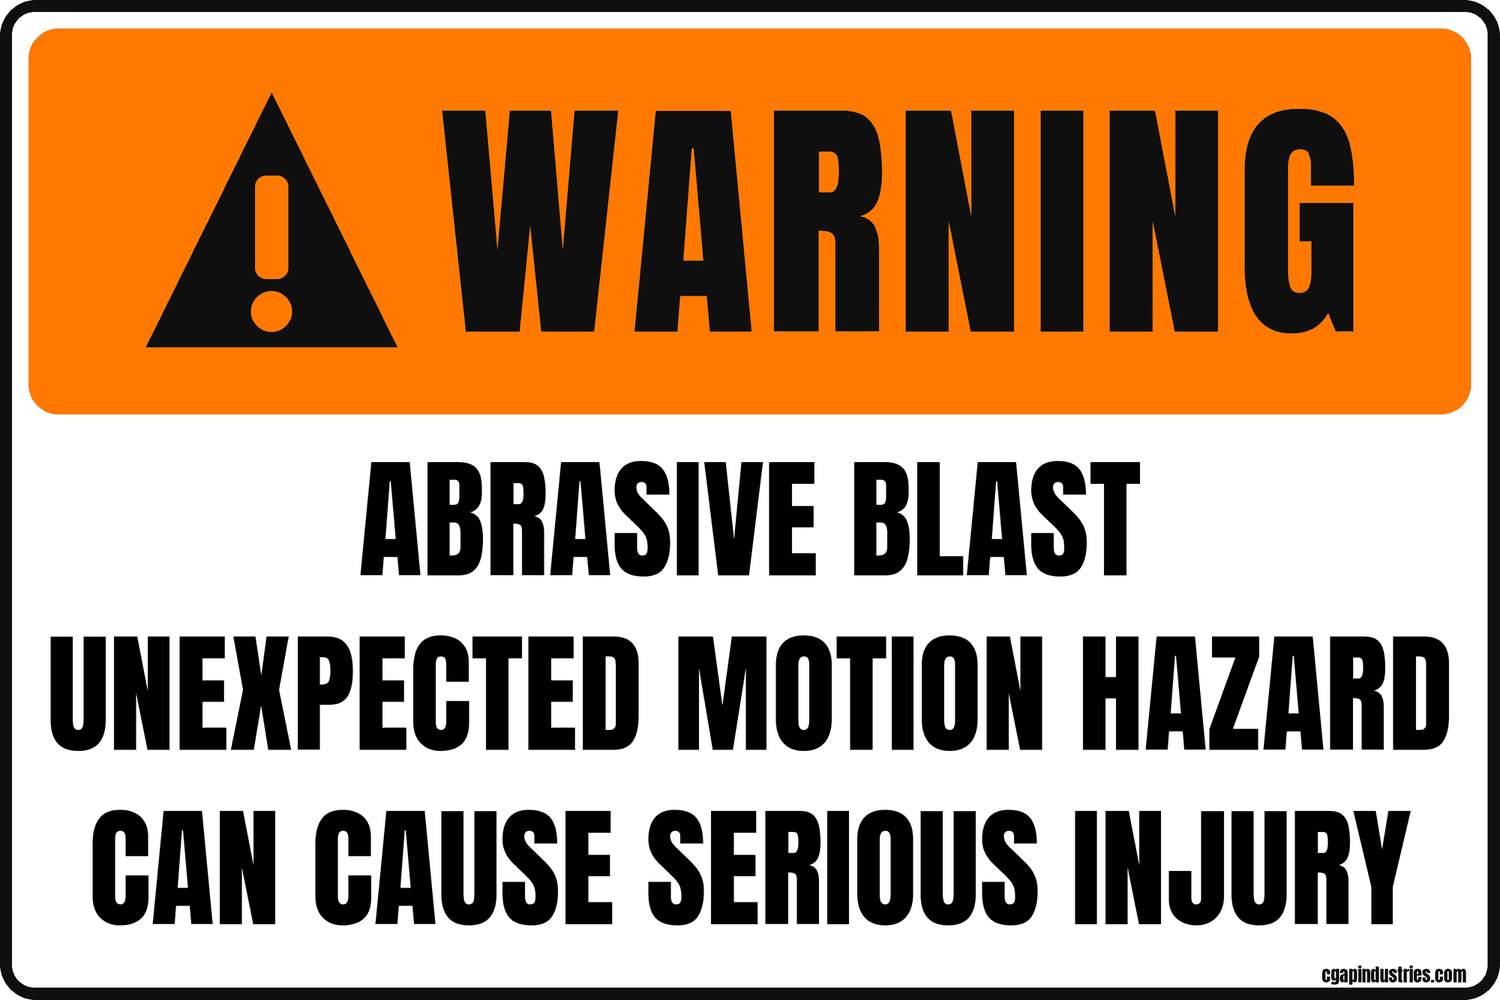 WARNING
ABRASIVE BLAST
UNEXPECTED MOTION HAZARD
CAN CAUSE SERIOUS INJURY
cgapindustries.com